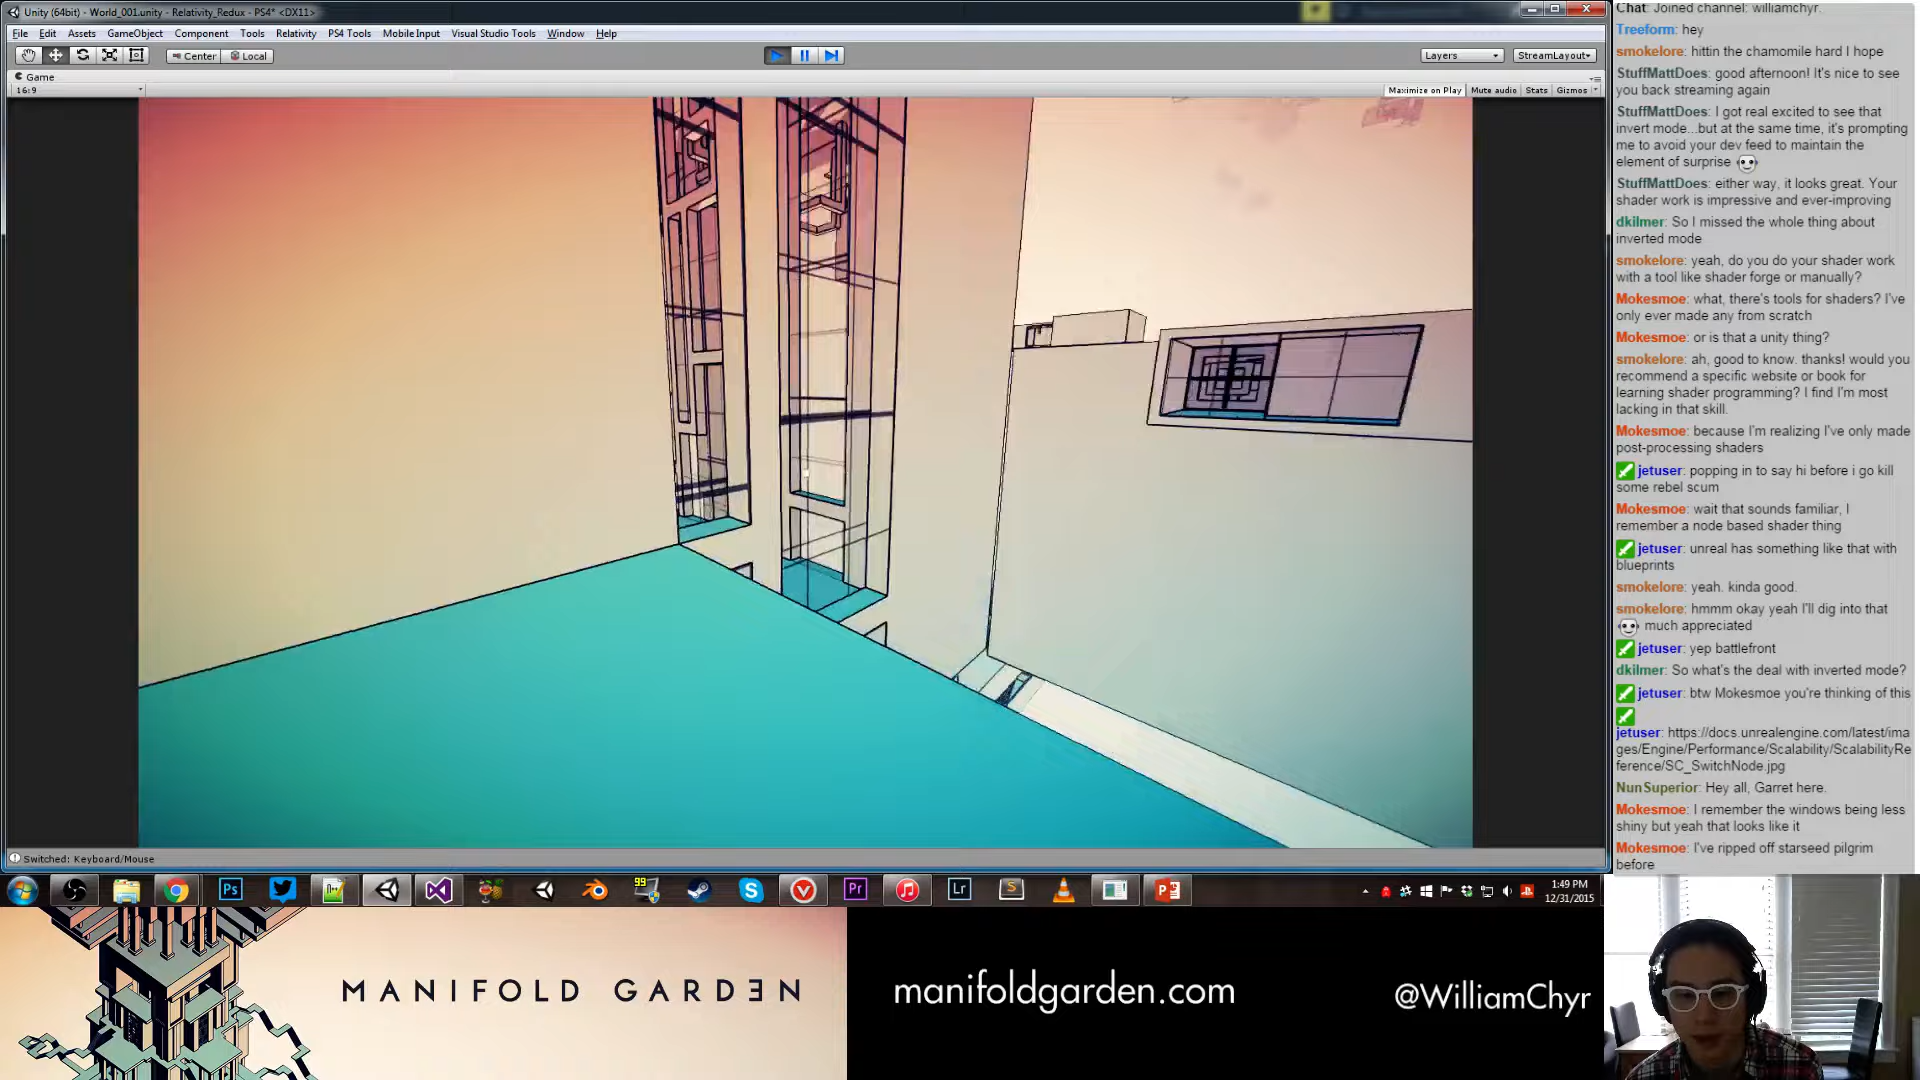 Unity (64bit) - World_001.unity - Relativity_Redux - PS4* <DX11>
File Edit Assets GameObject Component Tools Relativity PS4 Tools Mobile Input Visual Studio Tools Window Help
Center Local Layers StreamLayout
Game
16:9 Maximize on Play Mute audio Stats Gizmos
Switched: Keyboard/Mouse
Chat: Joined channel: williamchyr.
Treeform: hey
smokelore: hittin the chamomile hard I hope
StuffMattDoes: good afternoon! It's nice to see
you back streaming again
StuffMattDoes: I got real excited to see that
invert mode...but at the same time, it's prompting
me to avoid your dev feed to maintain the
element of surprise
StuffMattDoes: either way, it looks great. Your
shader work is impressive and ever-improving
dkilmer: So I missed the whole thing about
inverted mode
smokelore: yeah, do you do your shader work
with a tool like shader forge or manually?
Mokesmoe: what, there's tools for shaders? I've
only ever made any from scratch
Mokesmoe: or is that a unity thing?
smokelore: ah, good to know. thanks! would you
recommend a specific website or book for
learning shader programming? I find I'm most
lacking in that skill.
Mokesmoe: because I'm realizing I've only made
post-processing shaders
jetuser: popping in to say hi before i go kill
some rebel scum
Mokesmoe: wait that sounds familiar, I
remember a node based shader thing
jetuser: unreal has something like that with
blueprints
smokelore: yeah. kinda good.
smokelore: hmmm okay yeah I'll dig into that
much appreciated
jetuser: yep battlefront
dkilmer: So what's the deal with inverted mode?
jetuser: btw Mokesmoe you're thinking of this
jetuser: https://docs.unrealengine.com/latest/ima
ges/Engine/Performance/Scalability/ScalabilityRe
ference/SC_SwitchNode.jpg
NunSuperior: Hey all, Garret here.
Mokesmoe: I remember the windows being less
shiny but yeah that looks like it
Mokesmoe: I've ripped off starseed pilgrim
before
Ps 99 Pr Lr S
1:49 PM
12/31/2015
MANIFOLD GARDƎN
manifoldgarden.com
@WilliamChyr